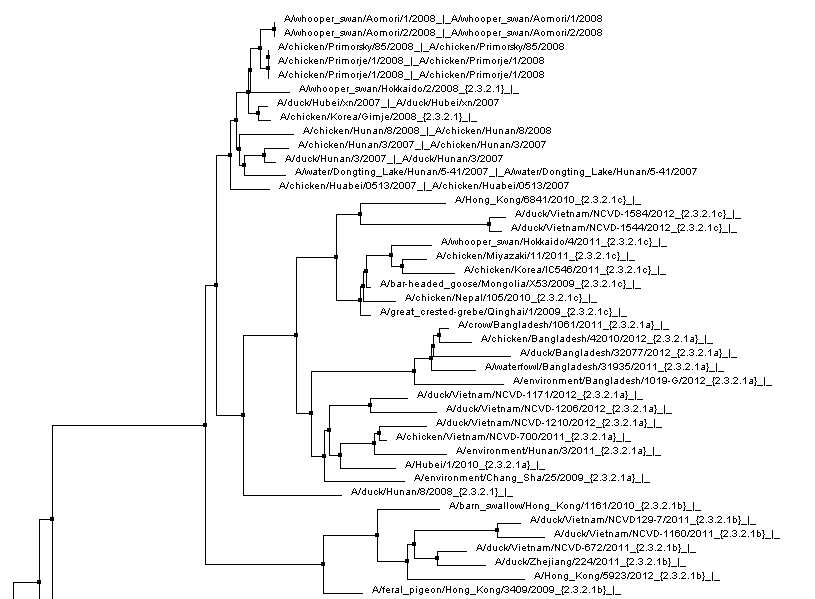 A/whooper_swan/Aomori/1/2008_|_A/whooper_swan/Aomori/1/2008
A/whooper_swan/Aomori/2/2008_|_A/whooper_swan/Aomori/2/2008
A/chicken/Primorsky/85/2008_|_A/chicken/Primorsky/85/2008
A/chicken/Primorje/1/2008_|_A/chicken/Primorje/1/2008
A/chicken/Primorje/1/2008_|_A/chicken/Primorje/1/2008
A/whooper_swan/Hokkaido/2/2008_{2.3.2.1}_|_
A/duck/Hubei/xn/2007_|_A/duck/Hubei/xn/2007
A/chicken/Korea/Gimje/2008_{2.3.2.1}_|_
A/chicken/Hunan/8/2008_|_A/chicken/Hunan/8/2008
A/chicken/Hunan/3/2007_|_A/chicken/Hunan/3/2007
A/duck/Hunan/3/2007_|_A/duck/Hunan/3/2007
A/water/Dongting_Lake/Hunan/5-41/2007_|_A/water/Dongting_Lake/Hunan/5-41/2007
A/chicken/Huabei/0513/2007_|_A/chicken/Huabei/0513/2007
A/Hong_Kong/6841/2010_{2.3.2.1c}_|_
A/duck/Vietnam/NCVD-1584/2012_{2.3.2.1c}_|_
A/duck/Vietnam/NCVD-1544/2012_{2.3.2.1c}_|_
A/whooper_swan/Hokkaido/4/2011_{2.3.2.1c}_|_
A/chicken/Miyazaki/11/2011_{2.3.2.1c}_|_
A/chicken/Korea/IC546/2011_{2.3.2.1c}_|_
A/bar-headed_goose/Mongolia/X53/2009_{2.3.2.1c}_|_
A/chicken/Nepal/105/2010_{2.3.2.1c}_|_
A/great_crested-grebe/Qinghai/1/2009_{2.3.2.1c}_|_
A/crow/Bangladesh/1061/2011_{2.3.2.1a}_|_
A/chicken/Bangladesh/42010/2012_{2.3.2.1a}_|_
A/duck/Bangladesh/32077/2012_{2.3.2.1a}_|_
A/waterfowl/Bangladesh/31935/2011_{2.3.2.1a}_|_
A/environment/Bangladesh/1019-G/2012_{2.3.2.1a}_|_
A/duck/Vietnam/NCVD-1171/2012_{2.3.2.1a}_|_
A/duck/Vietnam/NCVD-1206/2012_{2.3.2.1a}_|_
A/duck/Vietnam/NCVD-1210/2012_{2.3.2.1a}_|_
A/chicken/Vietnam/NCVD-700/2011_{2.3.2.1a}_|_
A/environment/Hunan/3/2011_{2.3.2.1a}_|_
A/Hubei/1/2010_{2.3.2.1a}_|_
A/environment/Chang_Sha/25/2009_{2.3.2.1a}_|_
A/duck/Hunan/8/2008_{2.3.2.1}_|_
A/barn_swallow/Hong_Kong/1161/2010_{2.3.2.1b}_|_
A/duck/Vietnam/NCVD129-7/2011_{2.3.2.1b}_|_
A/duck/Vietnam/NCVD-1160/2011_{2.3.2.1b}_|_
A/duck/Vietnam/NCVD-672/2011_{2.3.2.1b}_|_
A/duck/Zhejiang/224/2011_{2.3.2.1b}_|_
A/Hong_Kong/5923/2012_{2.3.2.1b}_|_
A/feral_pigeon/Hong_Kong/3409/2009_{2.3.2.1b}_|_